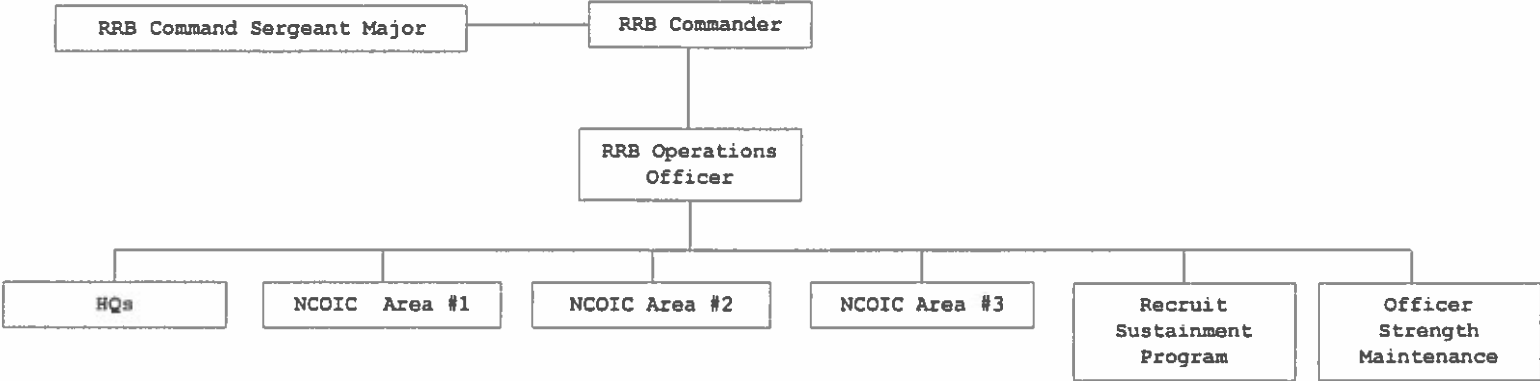 RRB Command Sergeant Major
RRB Commander
RRB Operations
Officer
HQs
NCOIC Area #1
NCOIC Area #2
NCOIC Area #3
Recruit
Sustainment
Program
Officer
Strength
Maintenance